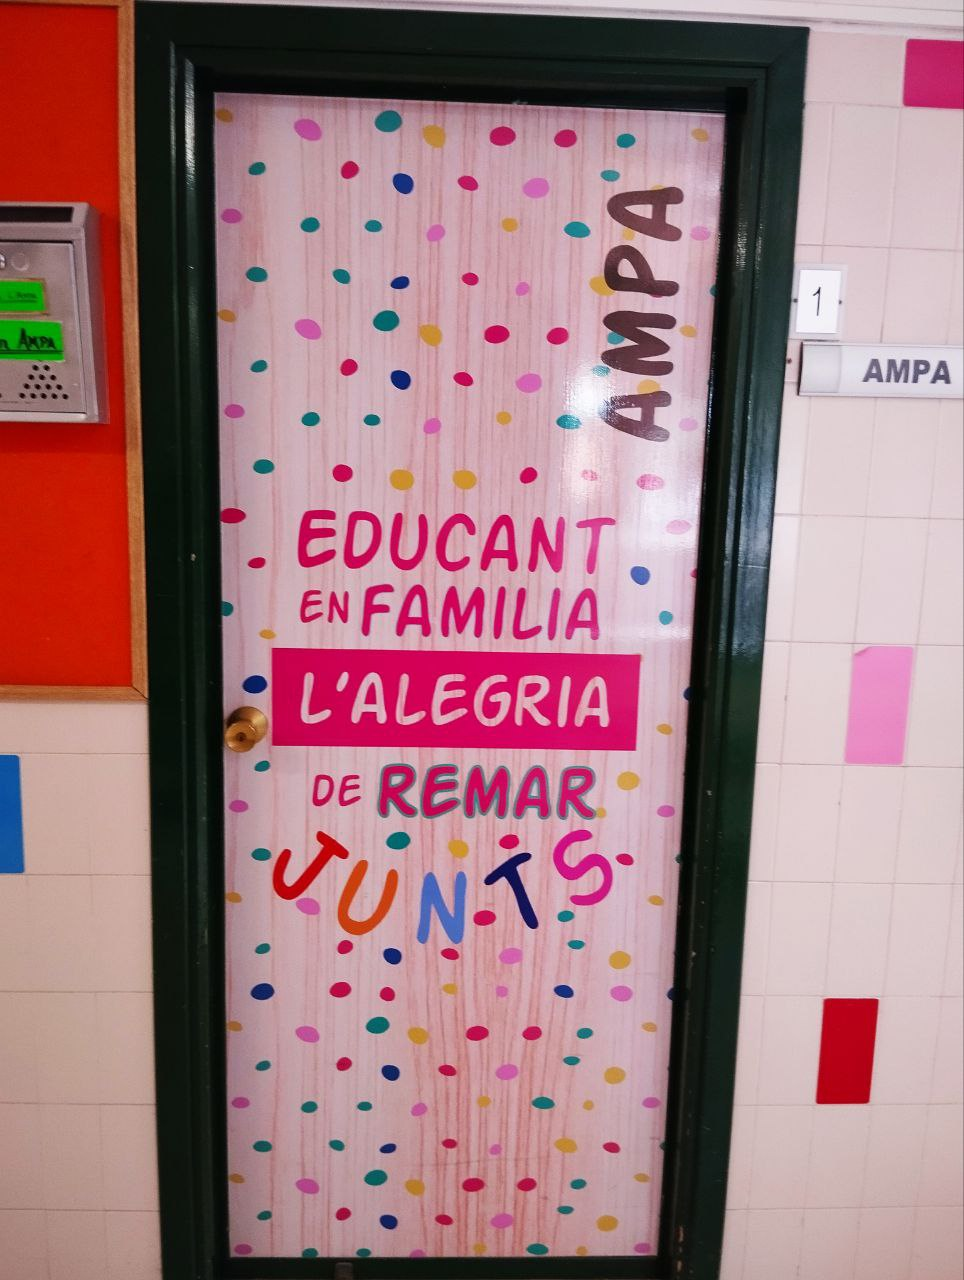 AMPA
1
AMPA
AMPA
EDUCANT
EN FAMILIA
L'ALEGRIA
DE REMAR
JUNTS